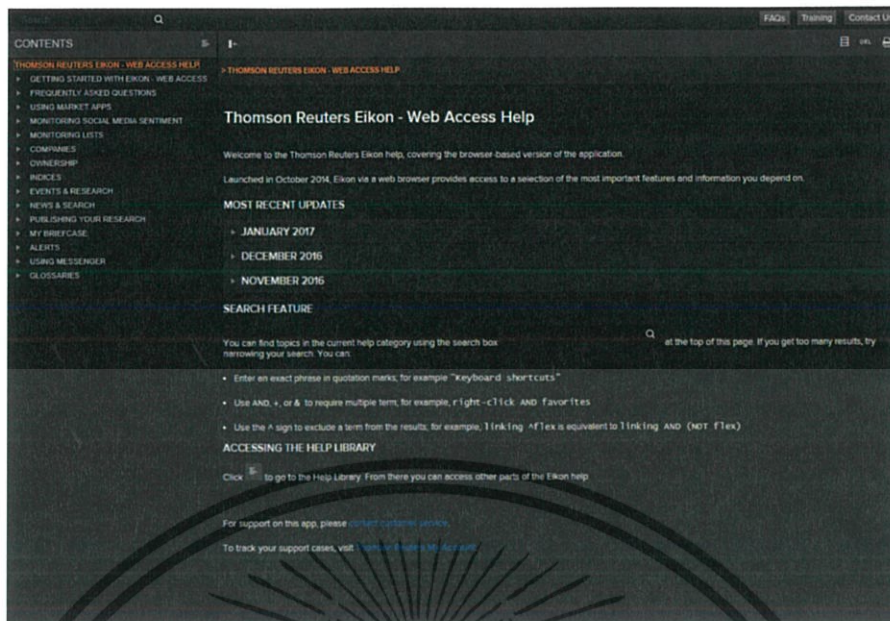 Search
FAQs Training Contact Us
CONTENTS
THOMSON REUTERS EIKON - WEB ACCESS HELP
GETTING STARTED WITH EIKON - WEB ACCESS
FREQUENTLY ASKED QUESTIONS
USING MARKET APPS
MONITORING SOCIAL MEDIA SENTIMENT
MONITORING LISTS
COMPANIES
OWNERSHIP
INDICES
EVENTS & RESEARCH
NEWS & SEARCH
PUBLISHING YOUR RESEARCH
MY BRIEFCASE
ALERTS
USING MESSENGER
GLOSSARIES
> THOMSON REUTERS EIKON - WEB ACCESS HELP
Thomson Reuters Eikon - Web Access Help
Welcome to the Thomson Reuters Eikon help, covering the browser-based version of the application.
Launched in October 2014, Eikon via a web browser provides access to a selection of the most important features and information you depend on.
MOST RECENT UPDATES
JANUARY 2017
DECEMBER 2016
NOVEMBER 2016
SEARCH FEATURE
You can find topics in the current help category using the search box at the top of this page. If you get too many results, try
narrowing your search. You can:
• Enter an exact phrase in quotation marks, for example "Keyboard shortcuts"
• Use AND, +, or & to require multiple term, for example, right-click AND favorites
• Use the ^ sign to exclude a term from the results, for example, linking ^flex is equivalent to linking AND (NOT flex)
ACCESSING THE HELP LIBRARY
Click to go to the Help Library. From there you can access other parts of the Eikon help
For support on this app, please contact customer service.
To track your support cases, visit Thomson Reuters My Account.